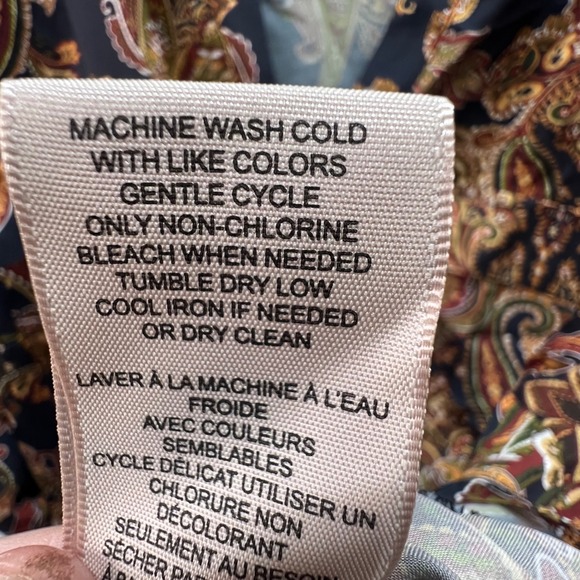 MACHINE WASH COLD
WITH LIKE COLORS
GENTLE CYCLE
ONLY NON-CHLORINE
BLEACH WHEN NEEDED
TUMBLE DRY LOW
COOL IRON IF NEEDED
OR DRY CLEAN
LAVER À LA MACHINE À L'EAU
FROIDE
AVEC COULEURS
SEMBLABLES
CYCLE DÉLICAT UTILISER UN
CHLORURE NON
DÉCOLORANT
SEULEMENT AU BESOIN
SÉCHER PAR